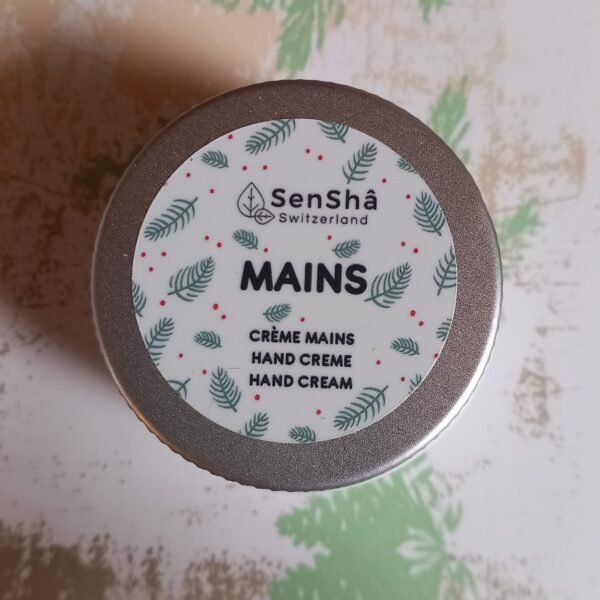 SenShâ
Switzerland
MAINS
CRÈME MAINS
HAND CREME
HAND CREAM